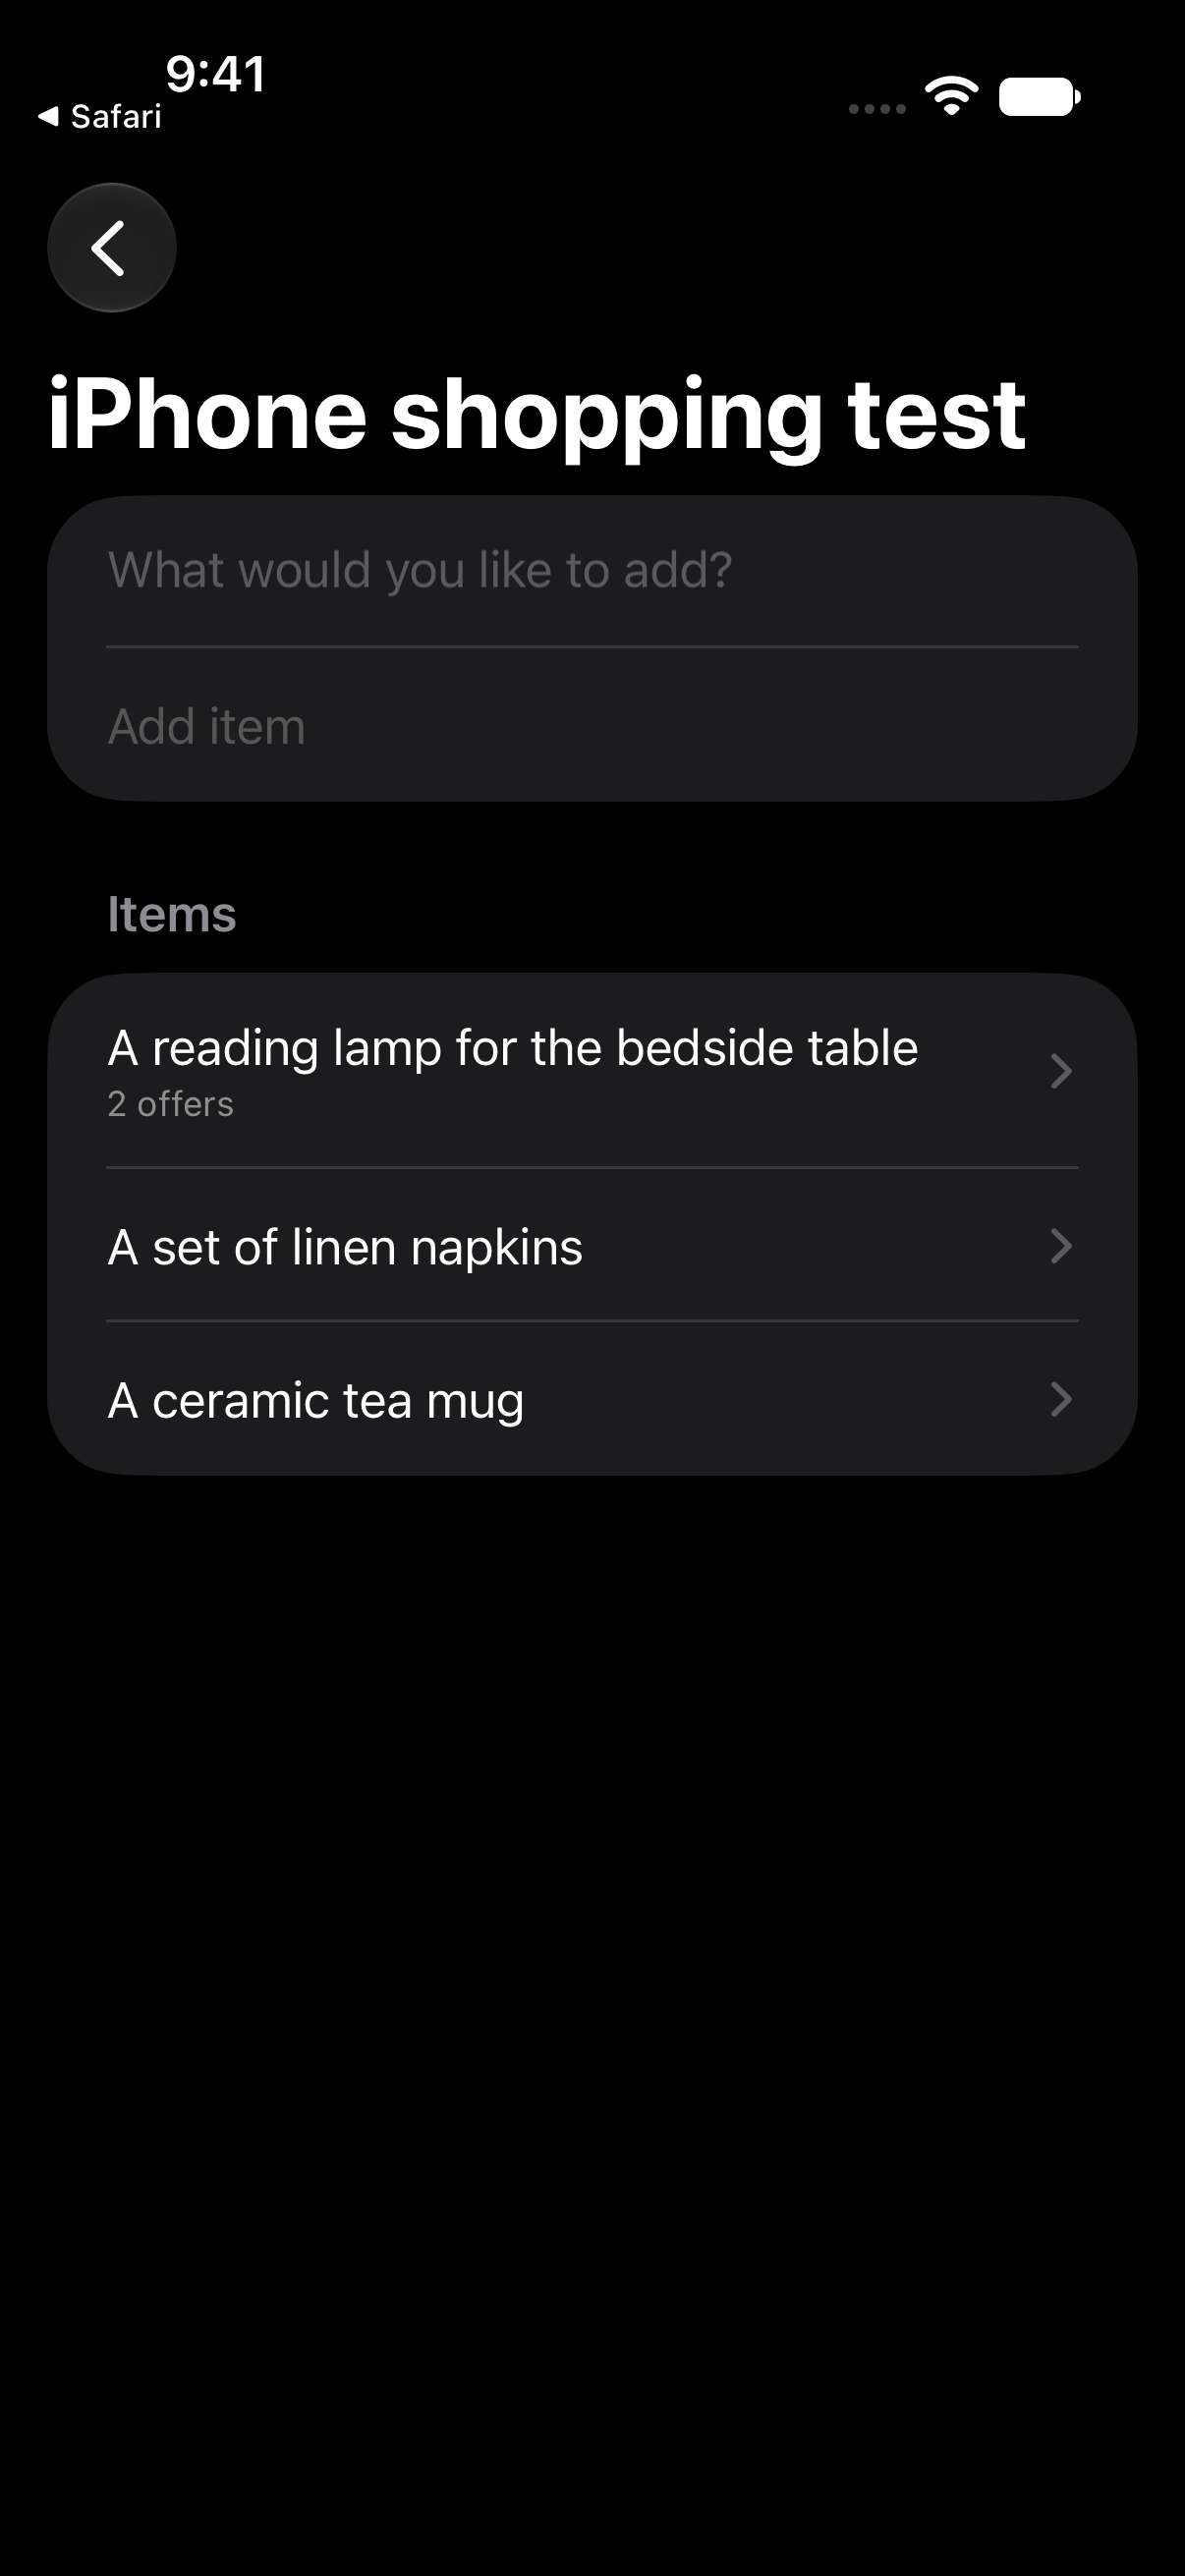 9:41
Safari
iPhone shopping test
What would you like to add?
Add item
Items
A reading lamp for the bedside table
2 offers
A set of linen napkins
A ceramic tea mug